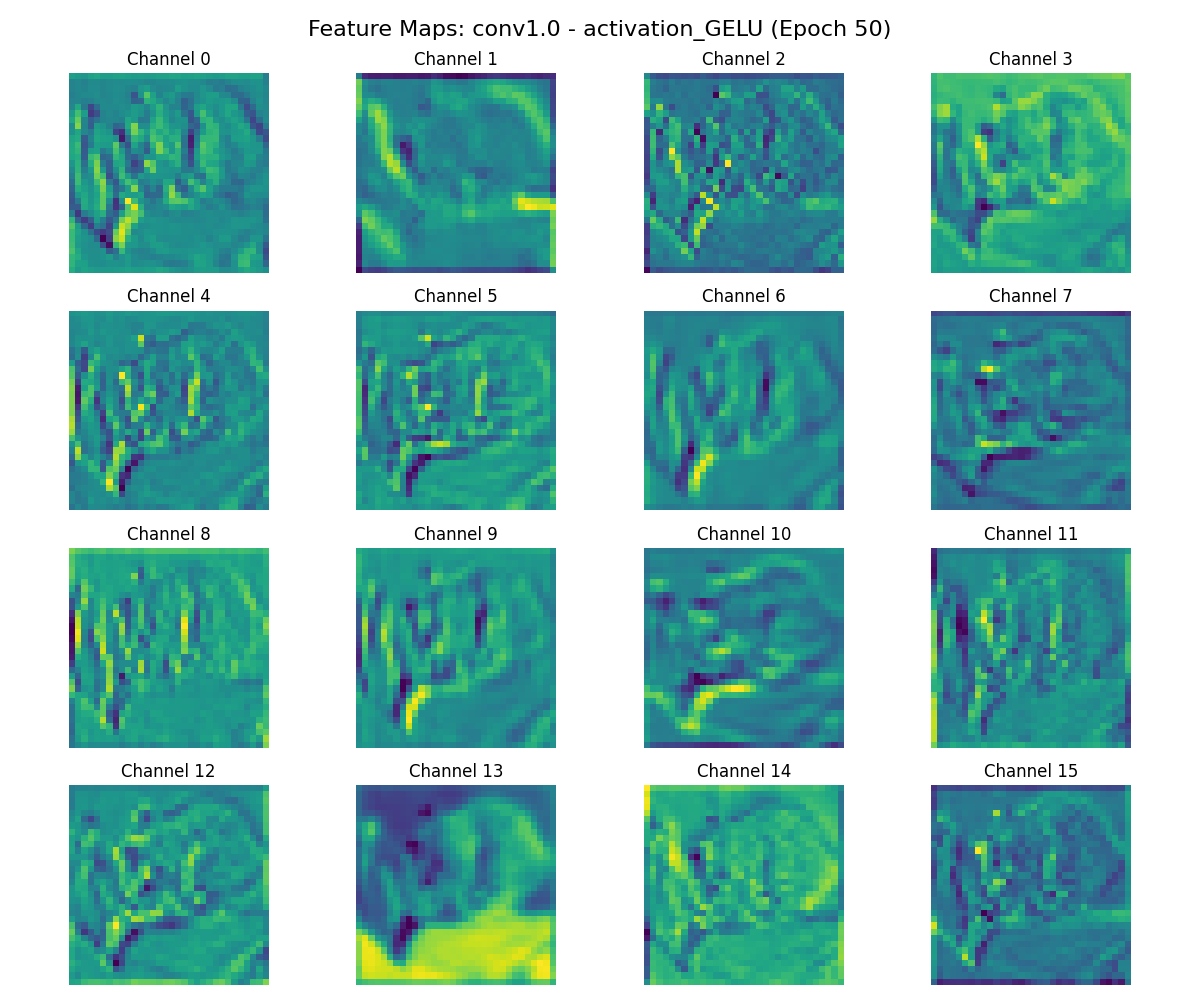 Feature Maps: conv1.0 - activation_GELU (Epoch 50)
Channel 0
Channel 1
Channel 2
Channel 3
Channel 4
Channel 5
Channel 6
Channel 7
Channel 8
Channel 9
Channel 10
Channel 11
Channel 12
Channel 13
Channel 14
Channel 15